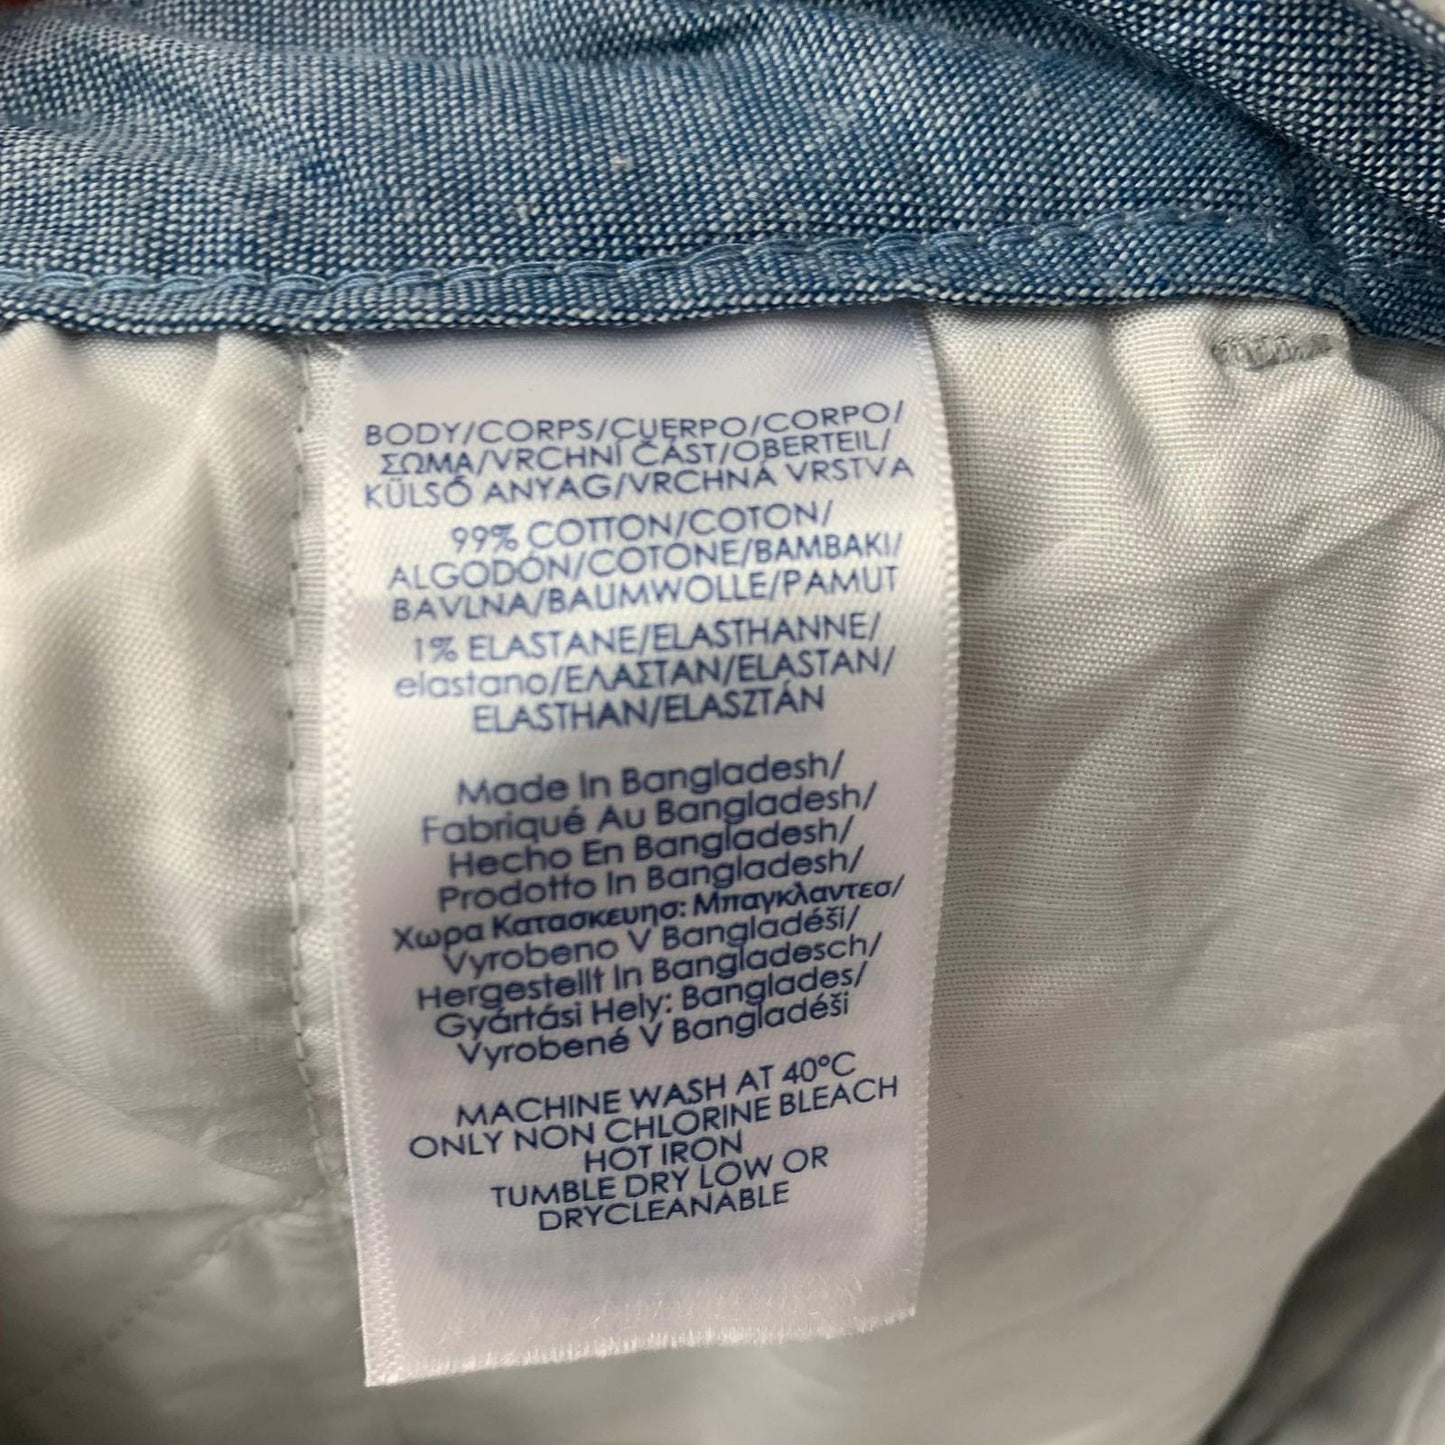 BODY/CORPS/CUERPO/CORPO/
ΣΩΜΑ/VRCHNÍ ČÁST/OBERTEIL/
KÜLSŐ ANYAG/VRCHNÁ VRSTVA
99% COTTON/COTON/
ALGODÓN/COTONE/BAMBAKI/
BAVLNA/BAUMWOLLE/PAMUT
1% ELASTANE/ELASTHANNE/
elastano/ΕΛΑΣΤΑΝ/ELASTAN/
ELASTHAN/ELASZTÁN
Made In Bangladesh/
Fabriqué Au Bangladesh/
Hecho En Bangladesh/
Prodotto In Bangladesh/
Χωρα Κατασκευησ: Μπαγκλαντεσ/
Vyrobeno V Bangladéši/
Hergestellt In Bangladesch/
Gyártási Hely: Banglades/
Vyrobené V Bangladéši
MACHINE WASH AT 40°C
ONLY NON CHLORINE BLEACH
HOT IRON
TUMBLE DRY LOW OR
DRYCLEANABLE